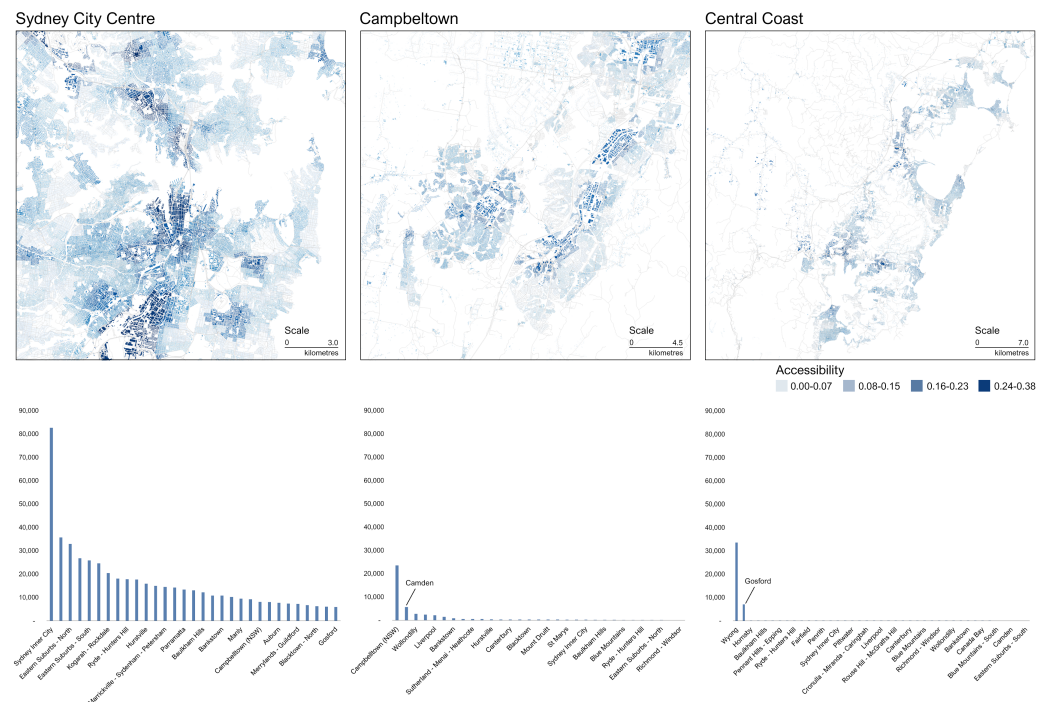 Sydney City Centre
Campbeltown
Central Coast
Scale
0 3.0
kilometres
Scale
0 4.5
kilometres
Scale
0 7.0
kilometres
Accessibility
0.00-0.07
0.08-0.15
0.16-0.23
0.24-0.38
90,000
80,000
70,000
60,000
50,000
40,000
30,000
20,000
10,000
-
Sydney Inner City
Eastern Suburbs - North
Eastern Suburbs - South
Kogarah - Rockdale
Ryde - Hunters Hill
Hurstville
Marrickville - Sydenham - Petersham
Parramatta
Baulkham Hills
Bankstown
Manly
Campbelltown (NSW)
Auburn
Merrylands - Guildford
Blacktown - North
Gosford
90,000
80,000
70,000
60,000
50,000
40,000
30,000
20,000
10,000
-
Camden
Campbelltown (NSW)
Wollondilly
Liverpool
Bankstown
Sutherland - Menai - Heathcote
Hurstville
Canterbury
Blacktown
Mount Druitt
St Marys
Sydney Inner City
Baulkham Hills
Blue Mountains
Ryde - Hunters Hill
Eastern Suburbs - North
Richmond - Windsor
90,000
80,000
70,000
60,000
50,000
40,000
30,000
20,000
10,000
-
Gosford
Wyong
Hornsby
Baulkham Hills
Pennant Hills - Epping
Ryde - Hunters Hill
Fairfield
Penrith
Sydney Inner City
Pittwater
Cronulla - Miranda - Caringbah
Liverpool
Rouse Hill - McGraths Hill
Canterbury
Blue Mountains
Richmond - Windsor
Wollondilly
Bankstown
Canada Bay
Blue Mountains - South
Camden
Eastern Suburbs - South